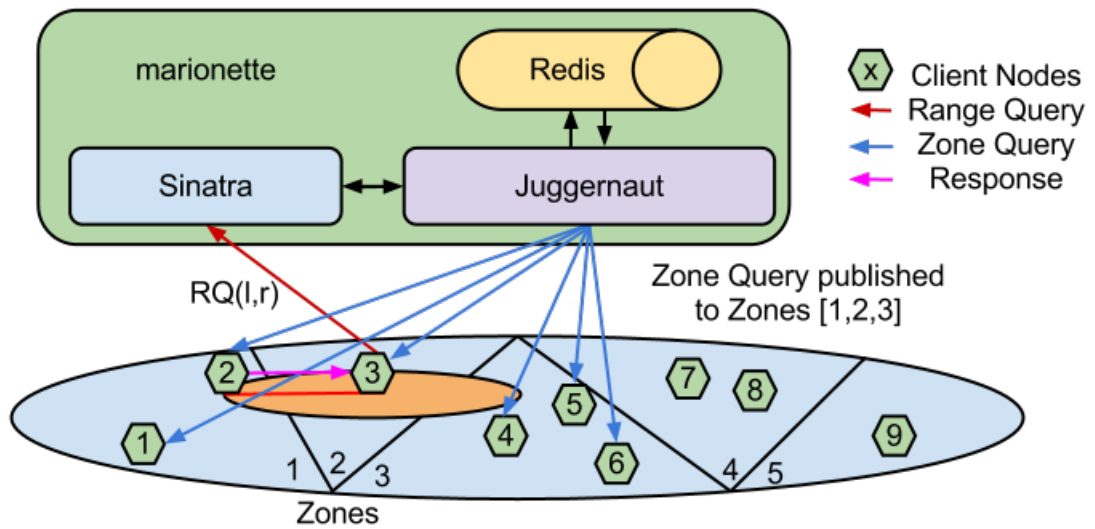 marionette
Redis
Sinatra
Juggernaut
x Client Nodes
Range Query
Zone Query
Response
RQ(l,r)
Zone Query published
to Zones [1,2,3]
2
3
7
8
5
1
4
6
9
1
2
3
4
5
Zones